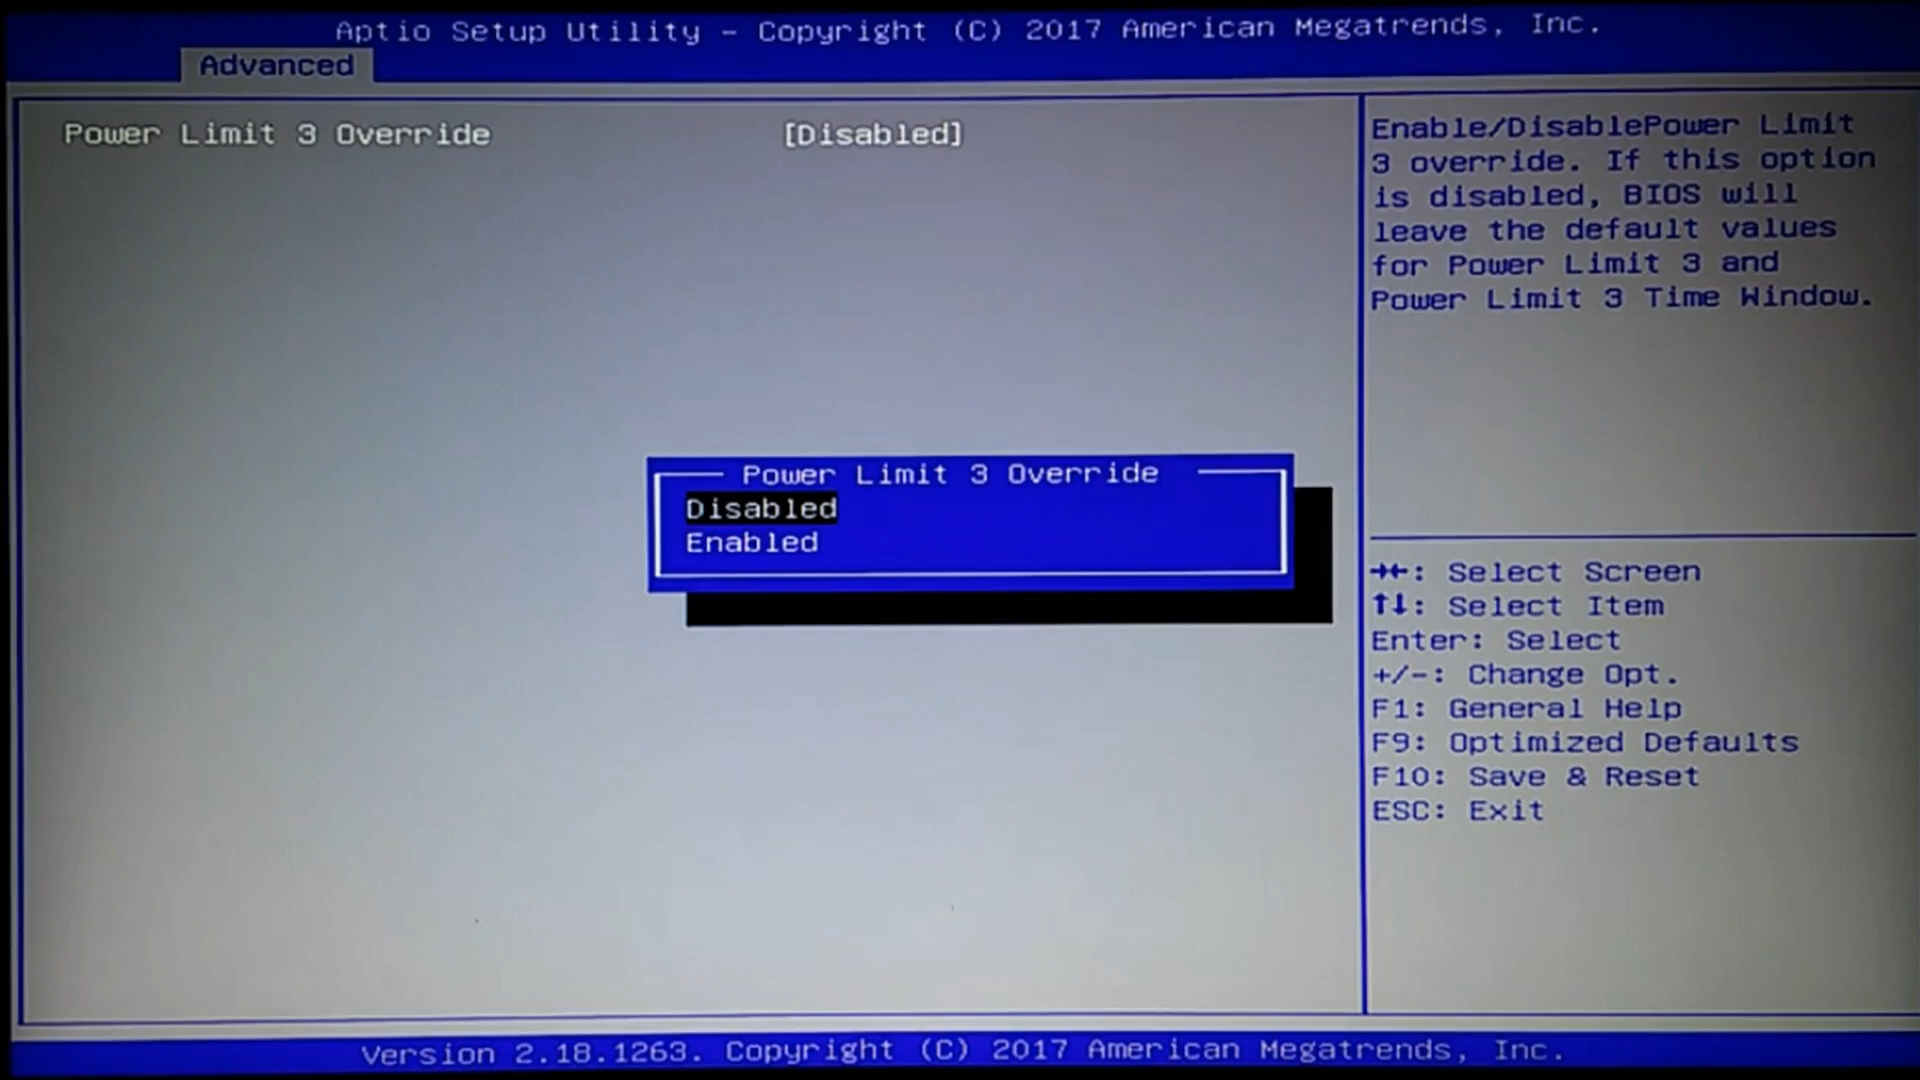 Aptio Setup Utility - Copyright (C) 2017 American Megatrends, Inc.
Advanced
Power Limit 3 Override [Disabled]
Enable/DisablePower Limit
3 override. If this option
is disabled, BIOS will
leave the default values
for Power Limit 3 and
Power Limit 3 Time Window.
Power Limit 3 Override
Disabled
Enabled
→←: Select Screen
↑↓: Select Item
Enter: Select
+/-: Change Opt.
F1: General Help
F9: Optimized Defaults
F10: Save & Reset
ESC: Exit
Version 2.18.1263. Copyright (C) 2017 American Megatrends, Inc.